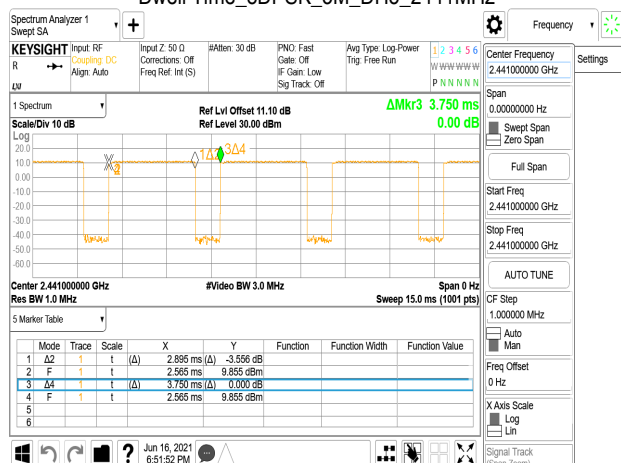 Dwell Time_8DPSK_3M_DH5_2441MHz
Spectrum Analyzer 1
Swept SA
Frequency
KEYSIGHT
Input: RF
Input Z: 50 Ω
#Atten: 30 dB
PNO: Fast
Avg Type: Log-Power
1 2 3 4 5 6
R
Coupling: DC
Corrections: Off
Gate: Off
Trig: Free Run
W W W W W W
Align: Auto
Freq Ref: Int (S)
IF Gain: Low
Sig Track: Off
P N N N N N
LXI
Center Frequency
2.441000000 GHz
Settings
Span
0.00000000 Hz
Swept Span
Zero Span
Full Span
Start Freq
2.441000000 GHz
Stop Freq
2.441000000 GHz
AUTO TUNE
CF Step
1.000000 MHz
Auto
Man
Freq Offset
0 Hz
X Axis Scale
Log
Lin
Signal Track
(Span Zoom)
1 Spectrum
Ref Lvl Offset 11.10 dB
ΔMkr3 3.750 ms
Scale/Div 10 dB
Ref Level 30.00 dBm
0.00 dB
Log
20.0
10.0
0.00
-10.0
-20.0
-30.0
-40.0
-50.0
-60.0
1Δ2
3Δ4
Center 2.441000000 GHz
#Video BW 3.0 MHz
Span 0 Hz
Res BW 1.0 MHz
Sweep 15.0 ms (1001 pts)
5 Marker Table
Mode Trace Scale X Y Function Function Width Function Value
1 Δ2 1 t (Δ) 2.895 ms (Δ) -3.556 dB
2 F 1 t 2.565 ms 9.855 dBm
3 Δ4 1 t (Δ) 3.750 ms (Δ) 0.000 dB
4 F 1 t 2.565 ms 9.855 dBm
5
6
Jun 16, 2021
6:51:52 PM